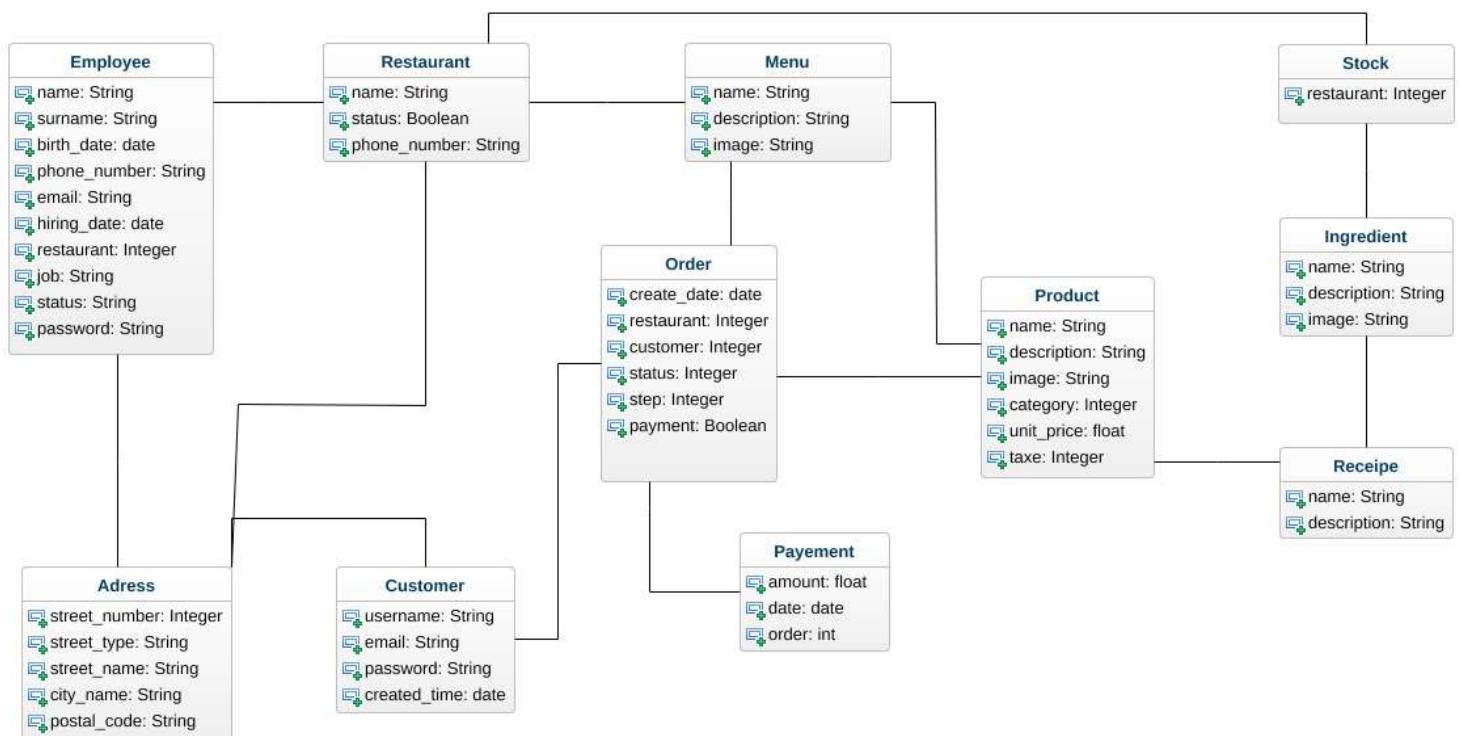 Employee
name: String
surname: String
birth_date: date
phone_number: String
email: String
hiring_date: date
restaurant: Integer
job: String
status: String
password: String
Restaurant
name: String
status: Boolean
phone_number: String
Menu
name: String
description: String
image: String
Stock
restaurant: Integer
Ingredient
name: String
description: String
image: String
Order
create_date: date
restaurant: Integer
customer: Integer
status: Integer
step: Integer
payment: Boolean
Product
name: String
description: String
image: String
category: Integer
unit_price: float
taxe: Integer
Receipe
name: String
description: String
Adress
street_number: Integer
street_type: String
street_name: String
city_name: String
postal_code: String
Customer
username: String
email: String
password: String
created_time: date
Payement
amount: float
date: date
order: int